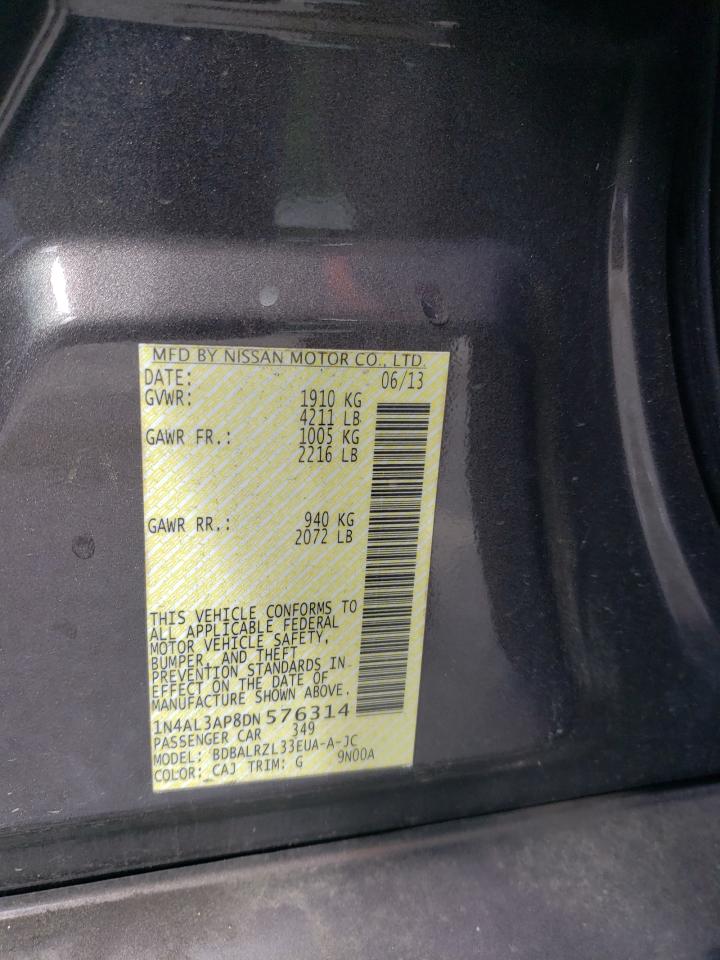 MFD BY NISSAN MOTOR CO., LTD.
DATE: 06/13
GVWR: 1910 KG
4211 LB
GAWR FR.: 1005 KG
2216 LB
GAWR RR.: 940 KG
2072 LB
THIS VEHICLE CONFORMS TO
ALL APPLICABLE FEDERAL
MOTOR VEHICLE SAFETY,
BUMPER, AND THEFT
PREVENTION STANDARDS IN
EFFECT ON THE DATE OF
MANUFACTURE SHOWN ABOVE.
1N4AL3AP8DN 576314
PASSENGER CAR 349
MODEL: BDBALRZL33EUA-A-JC
COLOR: CAJ TRIM: G 9N00A